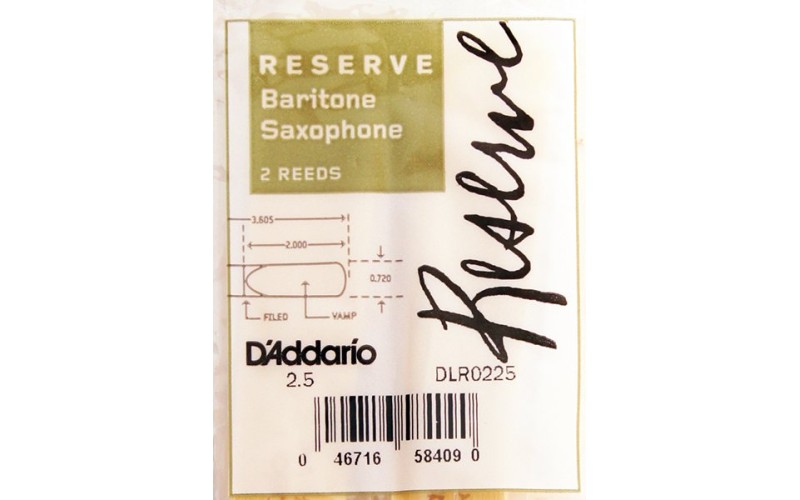 RESERVE
Baritone
Saxophone
2 REEDS
Reserve
3.605
2.000
0.720
FILED VAMP
D'Addario
2.5 DLR0225
0 46716 58409 0